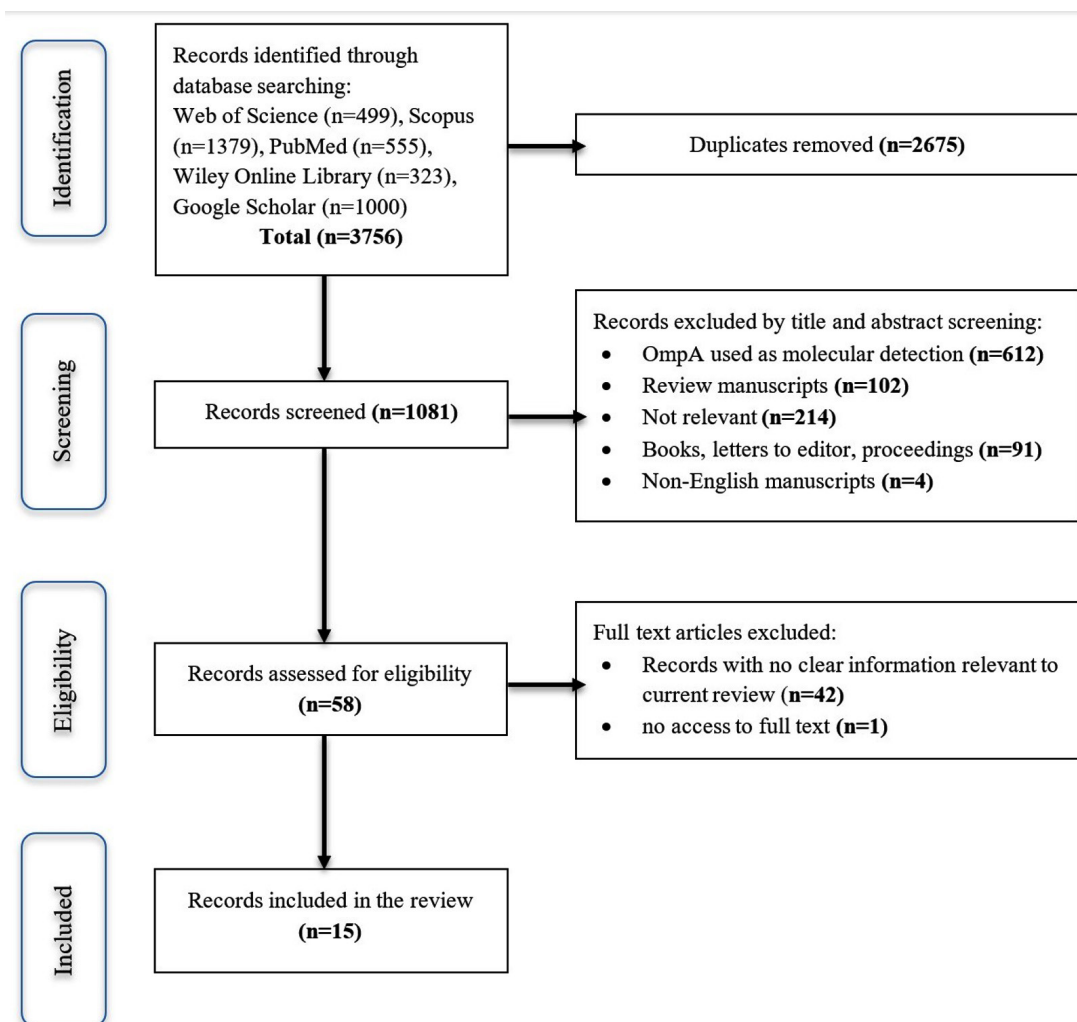 Identification
Records identified through
database searching:
Web of Science (n=499), Scopus
(n=1379), PubMed (n=555),
Wiley Online Library (n=323),
Google Scholar (n=1000)
Total (n=3756)
Duplicates removed (n=2675)
Screening
Records screened (n=1081)
Records excluded by title and abstract screening:
• OmpA used as molecular detection (n=612)
• Review manuscripts (n=102)
• Not relevant (n=214)
• Books, letters to editor, proceedings (n=91)
• Non-English manuscripts (n=4)
Eligibility
Records assessed for eligibility
(n=58)
Full text articles excluded:
• Records with no clear information relevant to
current review (n=42)
• no access to full text (n=1)
Included
Records included in the review
(n=15)